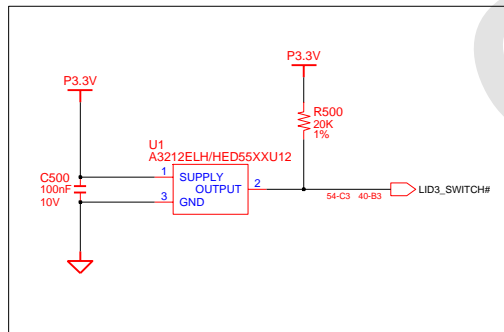 P3.3V
P3.3V
R500
20K
1%
U1
A3212ELH/HED55XXU12
C500
100nF
10V
1 SUPPLY
OUTPUT 2
3 GND
54-C3 40-B3
LID3_SWITCH#